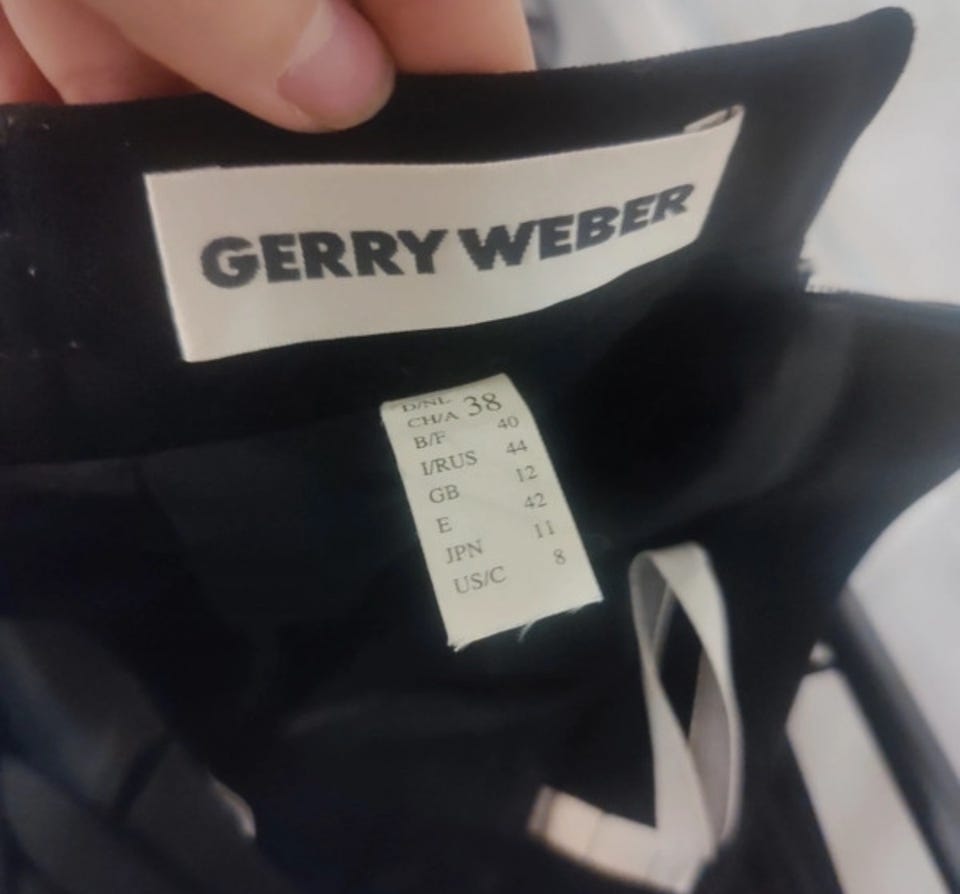 GERRY WEBER
D/NL
CH/A 38
B/F 40
I/RUS 44
GB 12
E 42
JPN 11
US/C 8